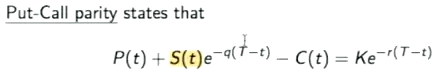 Put-Call parity states that
P(t) + S(t)e^{-q(T-t)} - C(t) = Ke^{-r(T-t)}